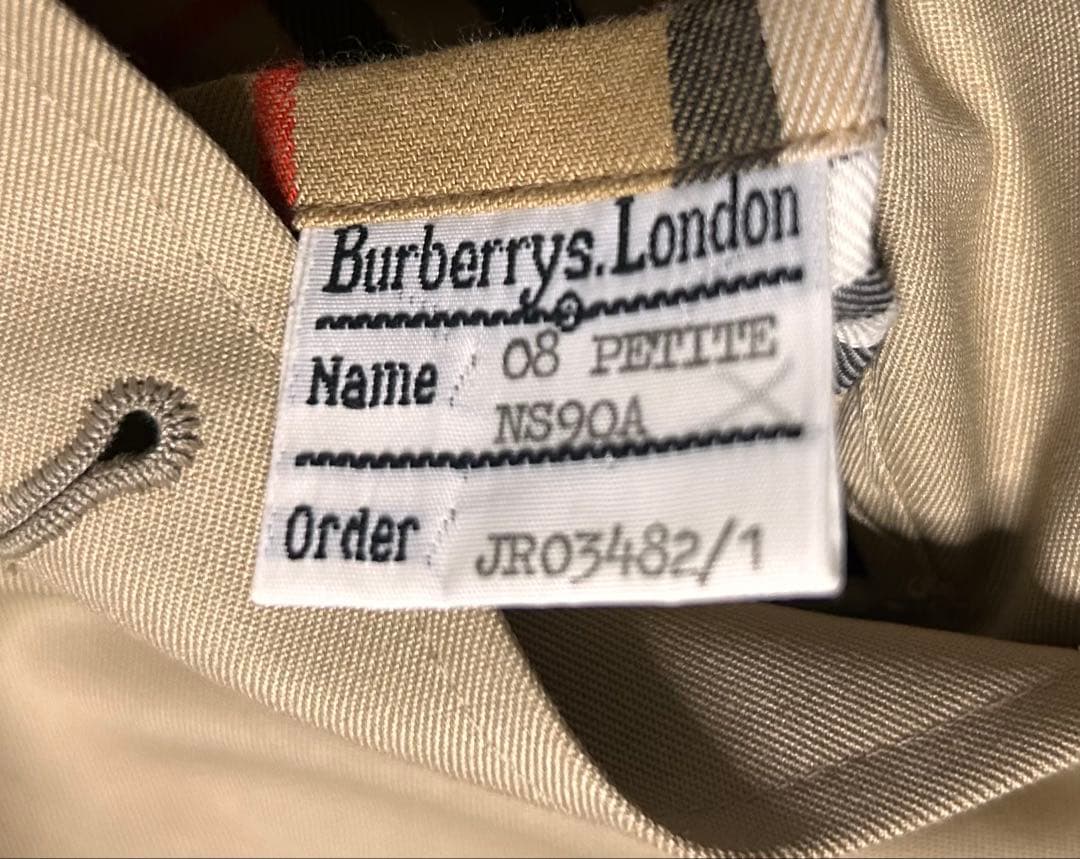 Burberrys.London
Name 08 PETITE
NS90A
Order JR03482/1